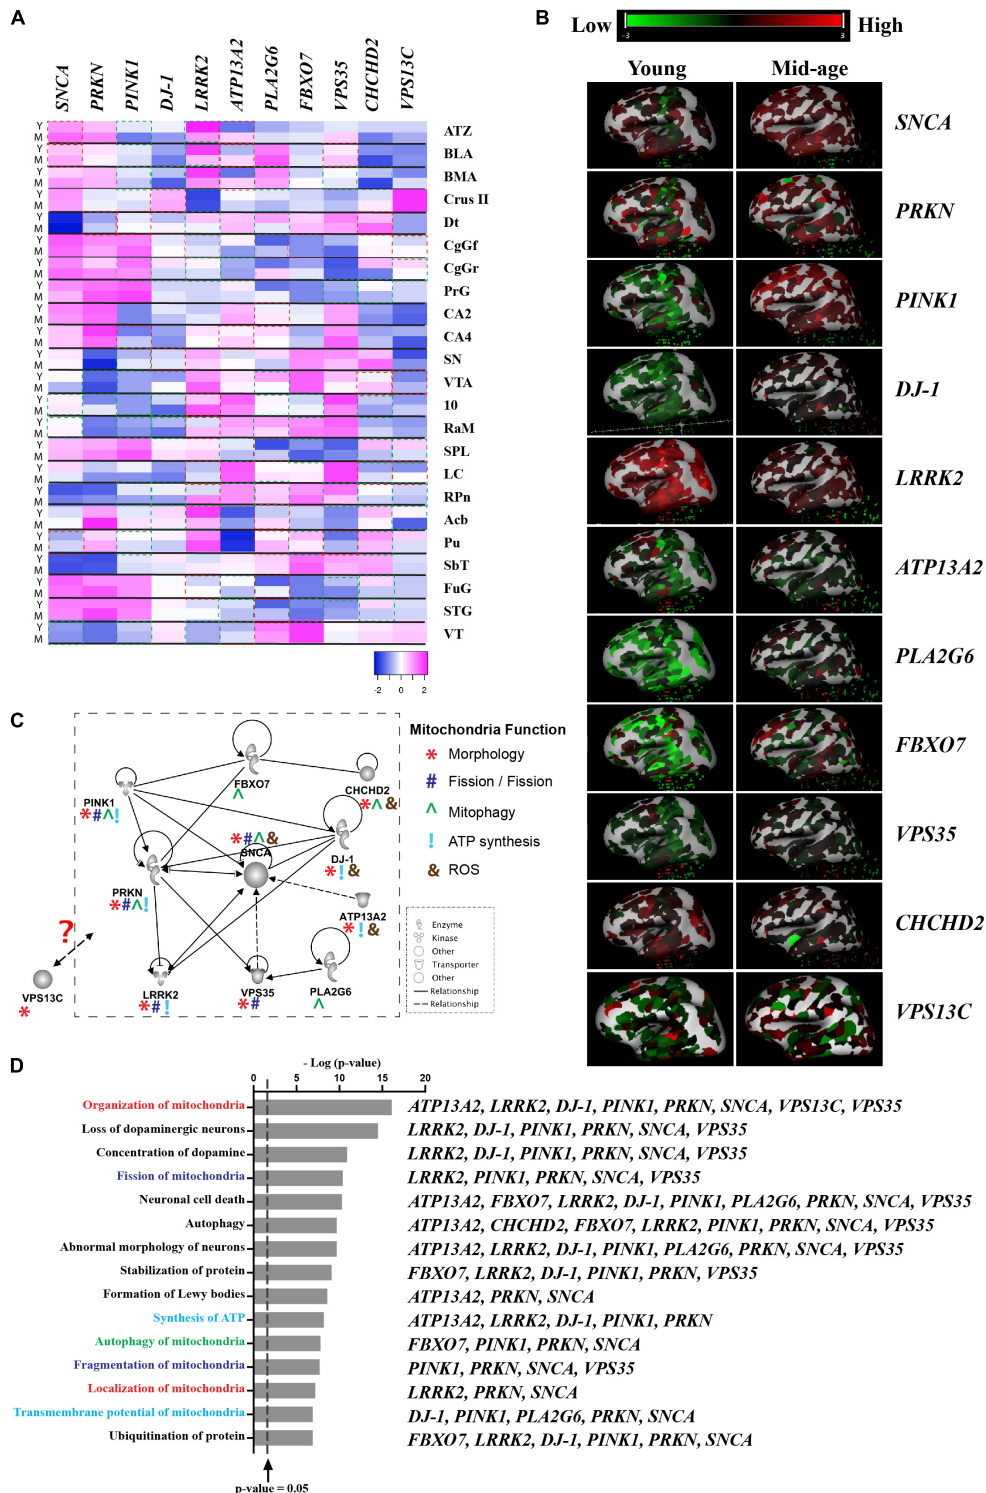 A
SNCA
PRKN
PINK1
DJ-1
LRRK2
ATP13A2
PLA2G6
FBXO7
VPS35
CHCHD2
VPS13C
Y
M
ATZ
Y
M
BLA
Y
M
BMA
Y
M
Crus II
Y
M
Dt
Y
M
CgGf
Y
M
CgGr
Y
M
PrG
Y
M
CA2
Y
M
CA4
Y
M
SN
Y
M
VTA
Y
M
10
Y
M
RaM
Y
M
SPL
Y
M
LC
Y
M
RPn
Y
M
Acb
Y
M
Pu
Y
M
SbT
Y
M
FuG
Y
M
STG
Y
M
VT
-2 0 2
B
Low
-3
3
High
Young Mid-age
SNCA
PRKN
PINK1
DJ-1
LRRK2
ATP13A2
PLA2G6
FBXO7
VPS35
CHCHD2
VPS13C
C
FBXO7
^
CHCHD2
*^&
PINK1
*#^!
*#^&
SNCA
DJ-1
*!&
PRKN
*#^!
ATP13A2
*!&
?
VPS13C
*
LRRK2
*#!
VPS35
*#
PLA2G6
^
Mitochondria Function
* Morphology
# Fission / Fission
^ Mitophagy
! ATP synthesis
& ROS
Enzyme
Kinase
Other
Transporter
Other
Relationship
Relationship
D
- Log (p-value)
0 5 10 15 20
Organization of mitochondria ATP13A2, LRRK2, DJ-1, PINK1, PRKN, SNCA, VPS13C, VPS35
Loss of dopaminergic neurons LRRK2, DJ-1, PINK1, PRKN, SNCA, VPS35
Concentration of dopamine LRRK2, DJ-1, PINK1, PRKN, SNCA, VPS35
Fission of mitochondria LRRK2, PINK1, PRKN, SNCA, VPS35
Neuronal cell death ATP13A2, FBXO7, LRRK2, DJ-1, PINK1, PLA2G6, PRKN, SNCA, VPS35
Autophagy ATP13A2, CHCHD2, FBXO7, LRRK2, PINK1, PRKN, SNCA, VPS35
Abnormal morphology of neurons ATP13A2, LRRK2, DJ-1, PINK1, PLA2G6, PRKN, SNCA, VPS35
Stabilization of protein FBXO7, LRRK2, DJ-1, PINK1, PRKN, VPS35
Formation of Lewy bodies ATP13A2, PRKN, SNCA
Synthesis of ATP ATP13A2, LRRK2, DJ-1, PINK1, PRKN
Autophagy of mitochondria FBXO7, PINK1, PRKN, SNCA
Fragmentation of mitochondria PINK1, PRKN, SNCA, VPS35
Localization of mitochondria LRRK2, PRKN, SNCA
Transmembrane potential of mitochondria DJ-1, PINK1, PLA2G6, PRKN, SNCA
Ubiquitination of protein FBXO7, LRRK2, DJ-1, PINK1, PRKN, SNCA
p-value = 0.05